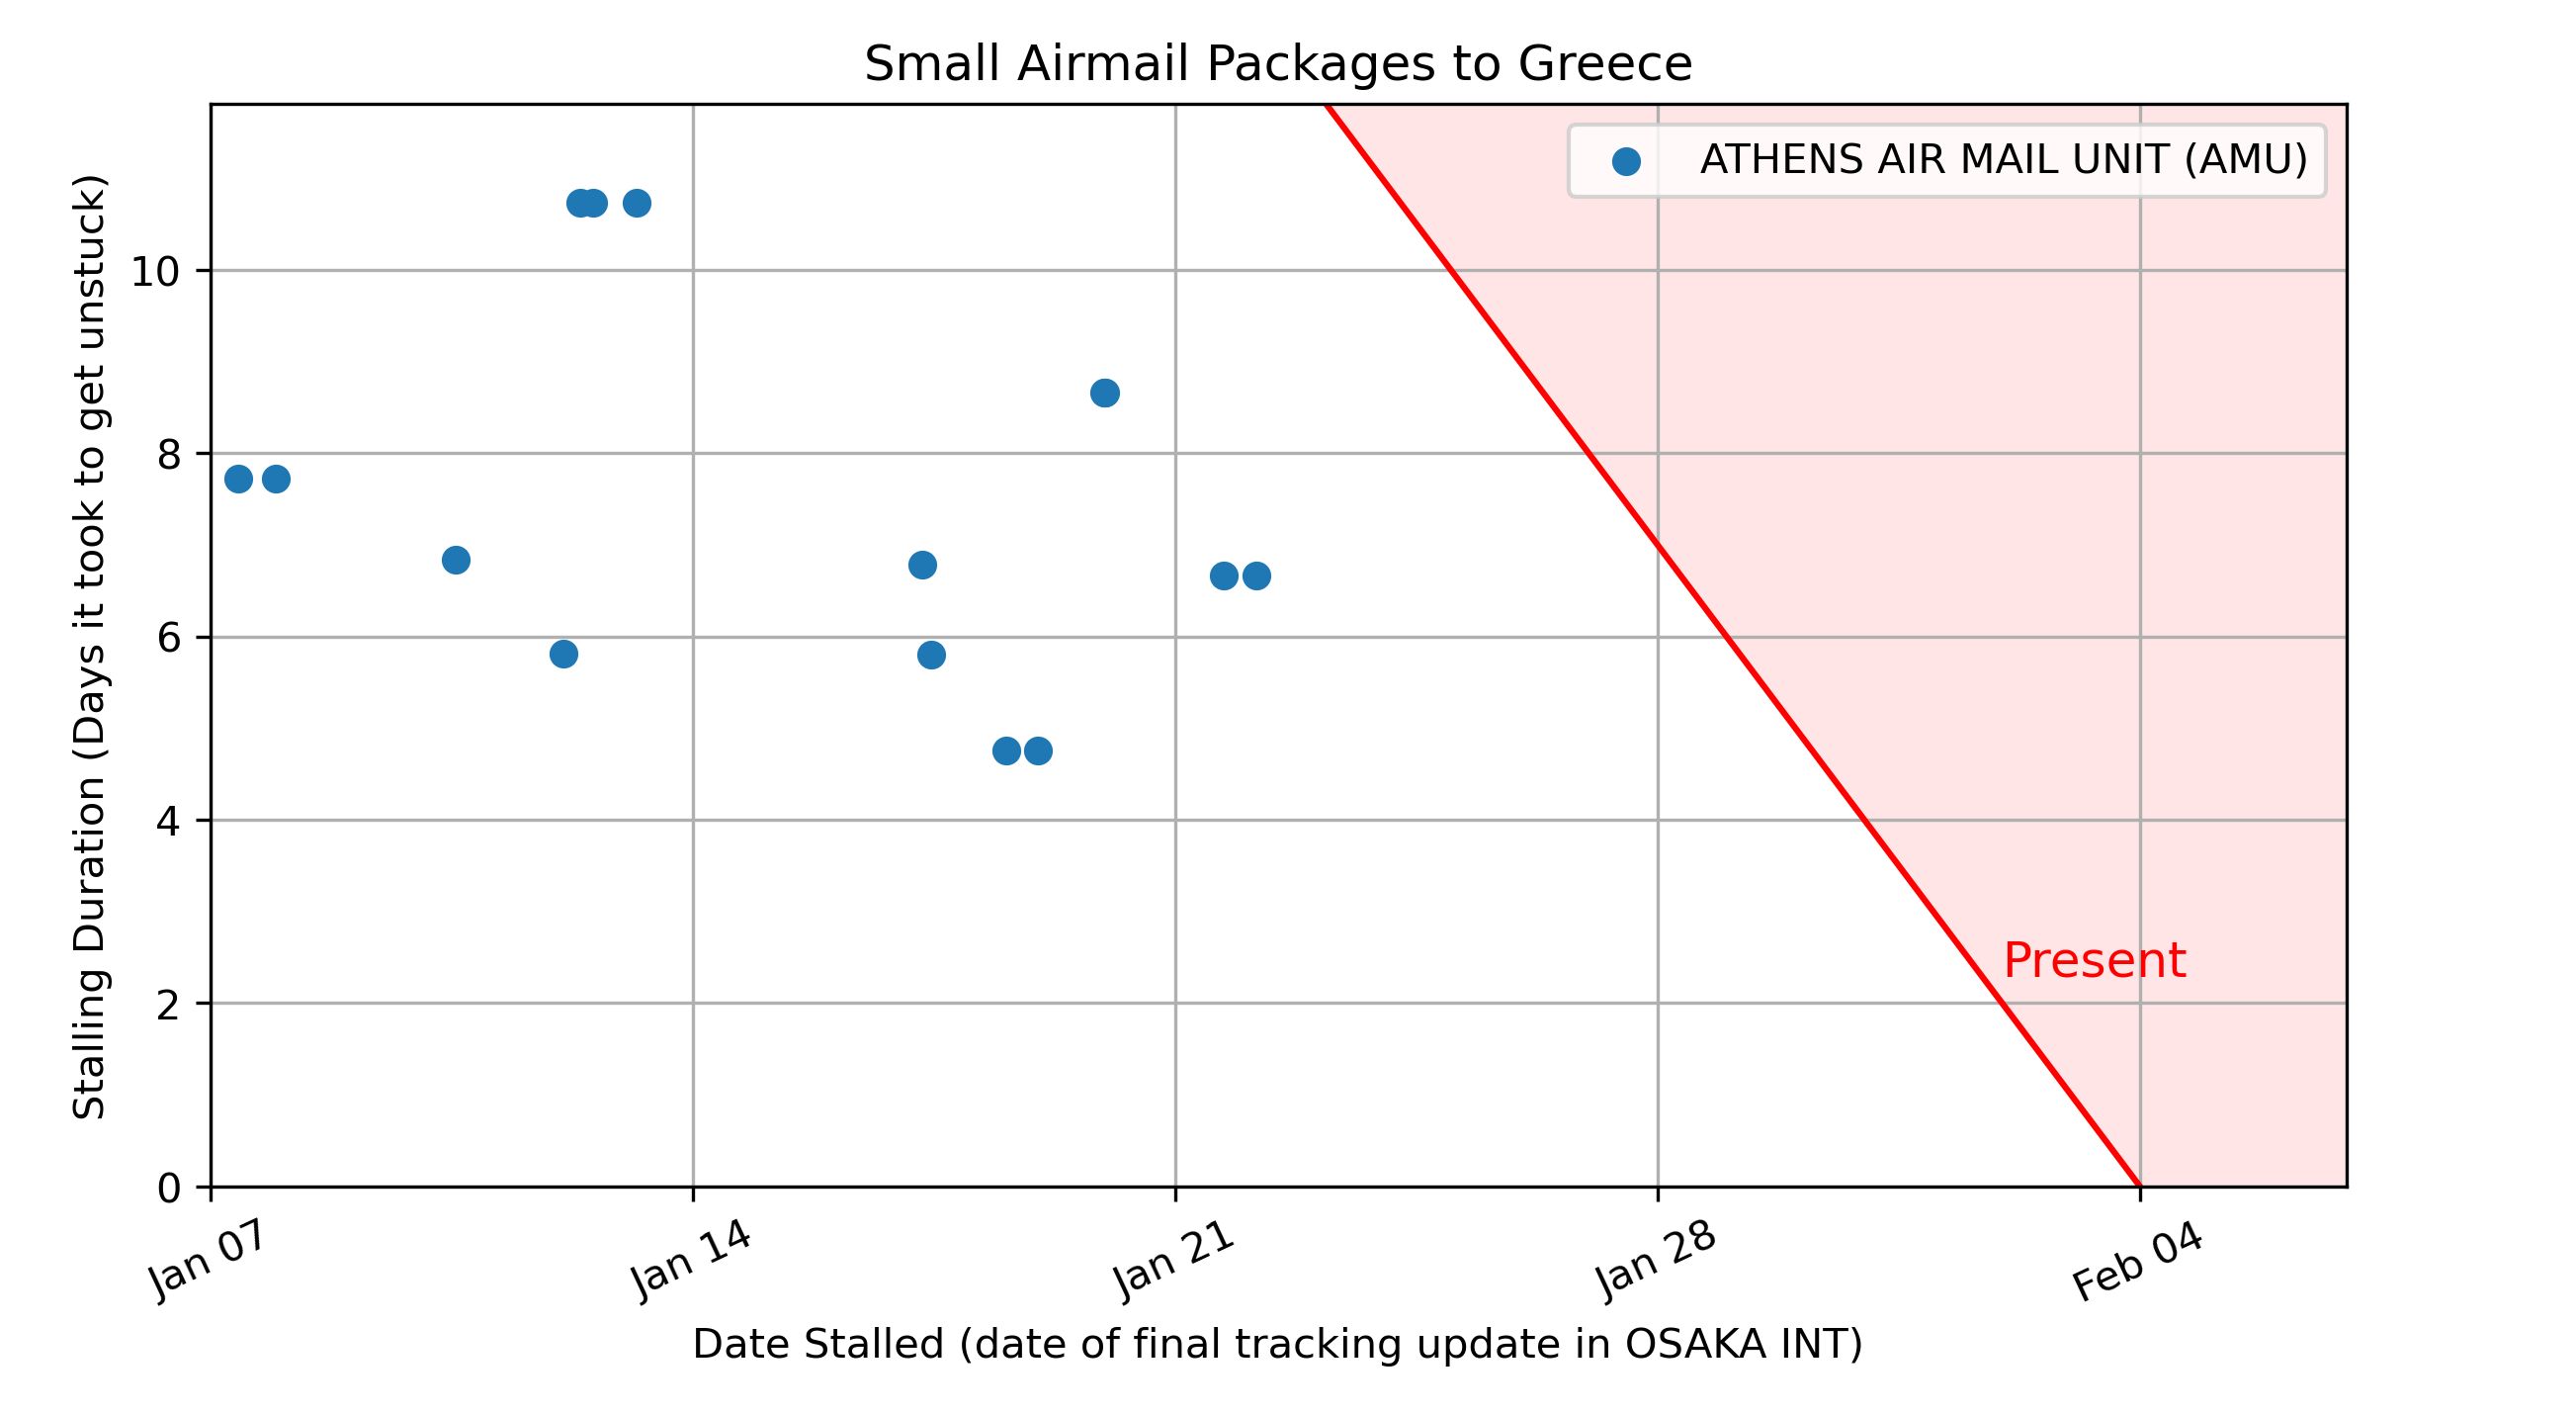 Small Airmail Packages to Greece
ATHENS AIR MAIL UNIT (AMU)
Stalling Duration (Days it took to get unstuck)
10
8
6
4
2
0
Present
Jan 07
Jan 14
Jan 21
Jan 28
Feb 04
Date Stalled (date of final tracking update in OSAKA INT)